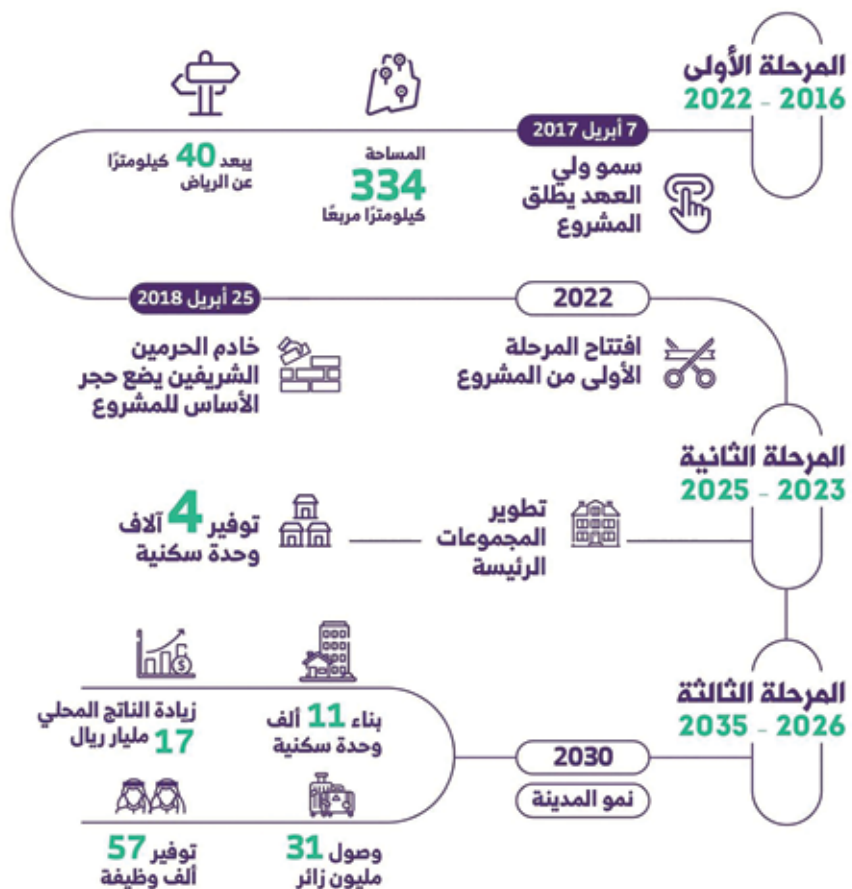 المرحلة الأولى
2016 - 2022
7 أبريل 2017
سمو ولي
العهد يطلق
المشروع
المساحة
334
كيلومترًا مربعًا
يبعد 40 كيلومترًا
عن الرياض
25 أبريل 2018
خادم الحرمين
الشريفين يضع حجر
الأساس للمشروع
2022
افتتاح المرحلة
الأولى من المشروع
المرحلة الثانية
2023 - 2025
تطوير
المجموعات
الرئيسة
توفير 4 آلاف
وحدة سكنية
المرحلة الثالثة
2026 - 2035
2030
نمو المدينة
بناء 11 ألف
وحدة سكنية
زيادة الناتج المحلي
17 مليار ريال
وصول 31
مليون زائر
توفير 57
ألف وظيفة